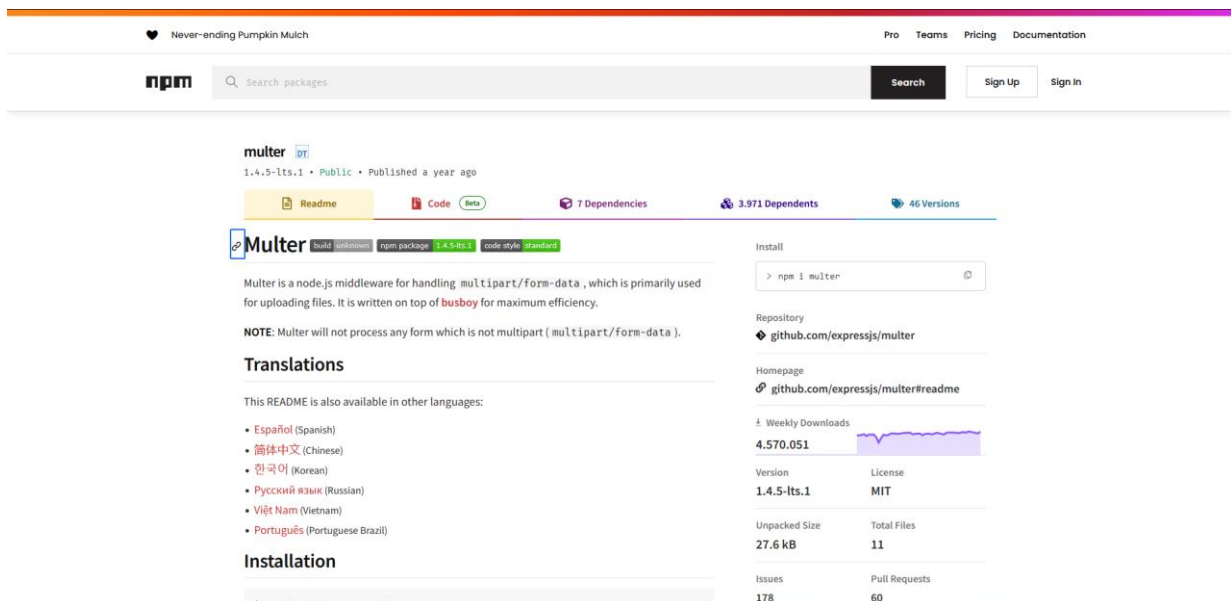 Never-ending Pumpkin Mulch
Pro Teams Pricing Documentation
npm
Search packages
Search
Sign Up
Sign In
multer DT
1.4.5-lts.1 • Public • Published a year ago
Readme
Code Beta
7 Dependencies
3.971 Dependents
46 Versions
Multer build unknown npm package 1.4.5-lts.1 code style standard
Multer is a node.js middleware for handling multipart/form-data, which is primarily used
for uploading files. It is written on top of busboy for maximum efficiency.
NOTE: Multer will not process any form which is not multipart (multipart/form-data).
Translations
This README is also available in other languages:
• Español (Spanish)
• 简体中文 (Chinese)
• 한국어 (Korean)
• Русский язык (Russian)
• Việt Nam (Vietnam)
• Português (Portuguese Brazil)
Installation
Install
> npm i multer
Repository
github.com/expressjs/multer
Homepage
github.com/expressjs/multer#readme
Weekly Downloads
4.570.051
Version License
1.4.5-lts.1 MIT
Unpacked Size Total Files
27.6 kB 11
Issues Pull Requests
178 60